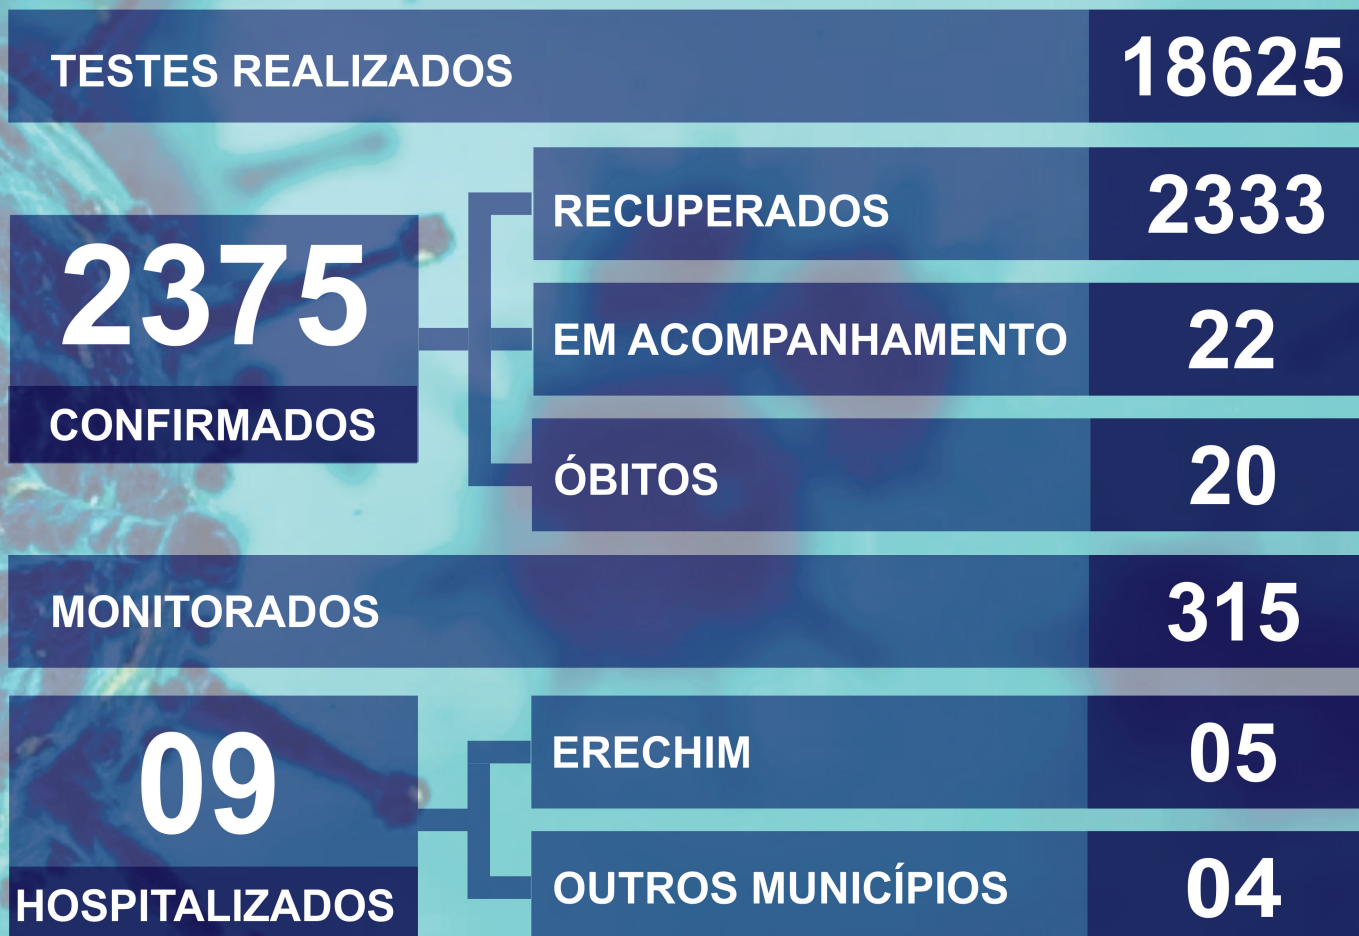 TESTES REALIZADOS 18625
2375
CONFIRMADOS
RECUPERADOS 2333
EM ACOMPANHAMENTO 22
ÓBITOS 20
MONITORADOS 315
09
HOSPITALIZADOS
ERECHIM 05
OUTROS MUNICÍPIOS 04